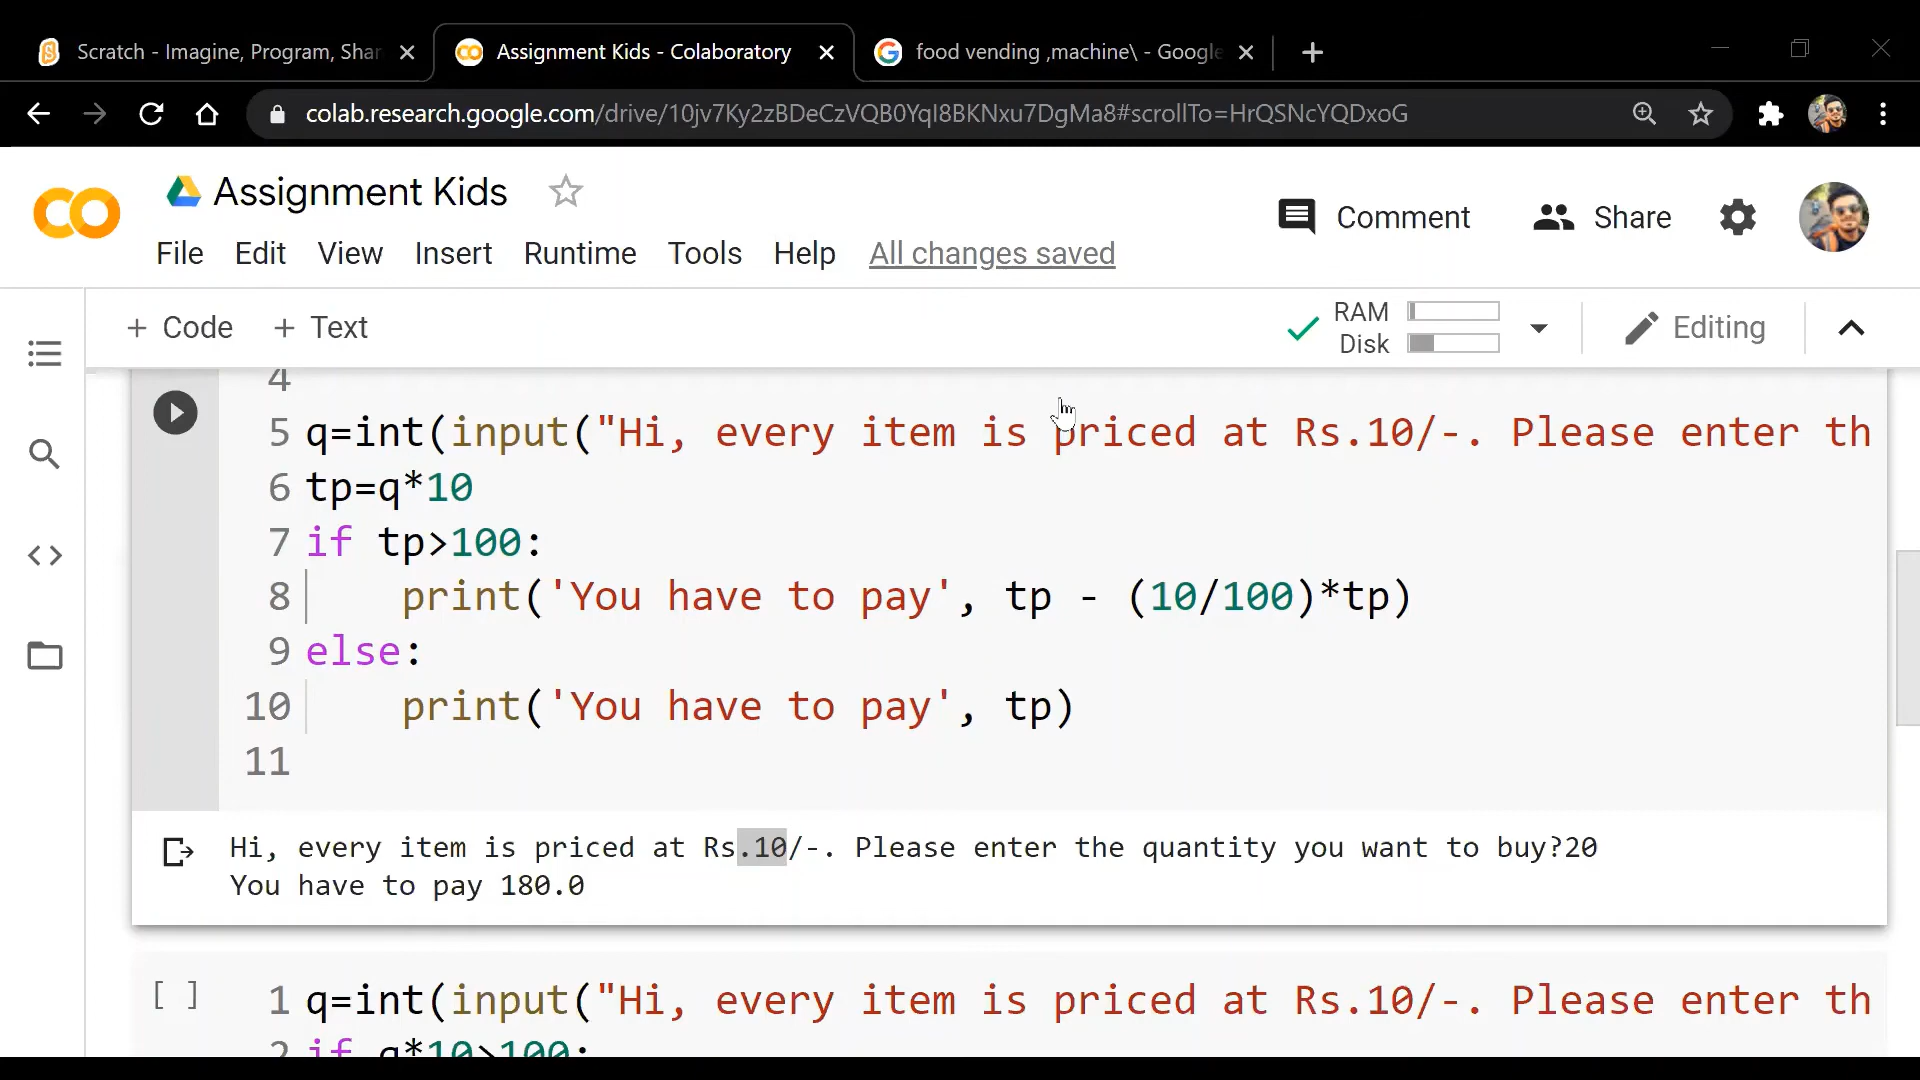 Scratch - Imagine, Program, Shar
Assignment Kids - Colaboratory
food vending ,machine\ - Google
colab.research.google.com/drive/10jv7Ky2zBDeCzVQB0YqI8BKNxu7DgMa8#scrollTo=HrQSNcYQDxoG
Assignment Kids
Comment
Share
File Edit View Insert Runtime Tools Help All changes saved
+ Code + Text
RAM
Disk
Editing
4
5 q=int(input("Hi, every item is priced at Rs.10/-. Please enter th
6 tp=q*10
7 if tp>100:
8     print('You have to pay', tp - (10/100)*tp)
9 else:
10     print('You have to pay', tp)
11
Hi, every item is priced at Rs.10/-. Please enter the quantity you want to buy?20
You have to pay 180.0
[ ] 1 q=int(input("Hi, every item is priced at Rs.10/-. Please enter th
2 if q*10>100: